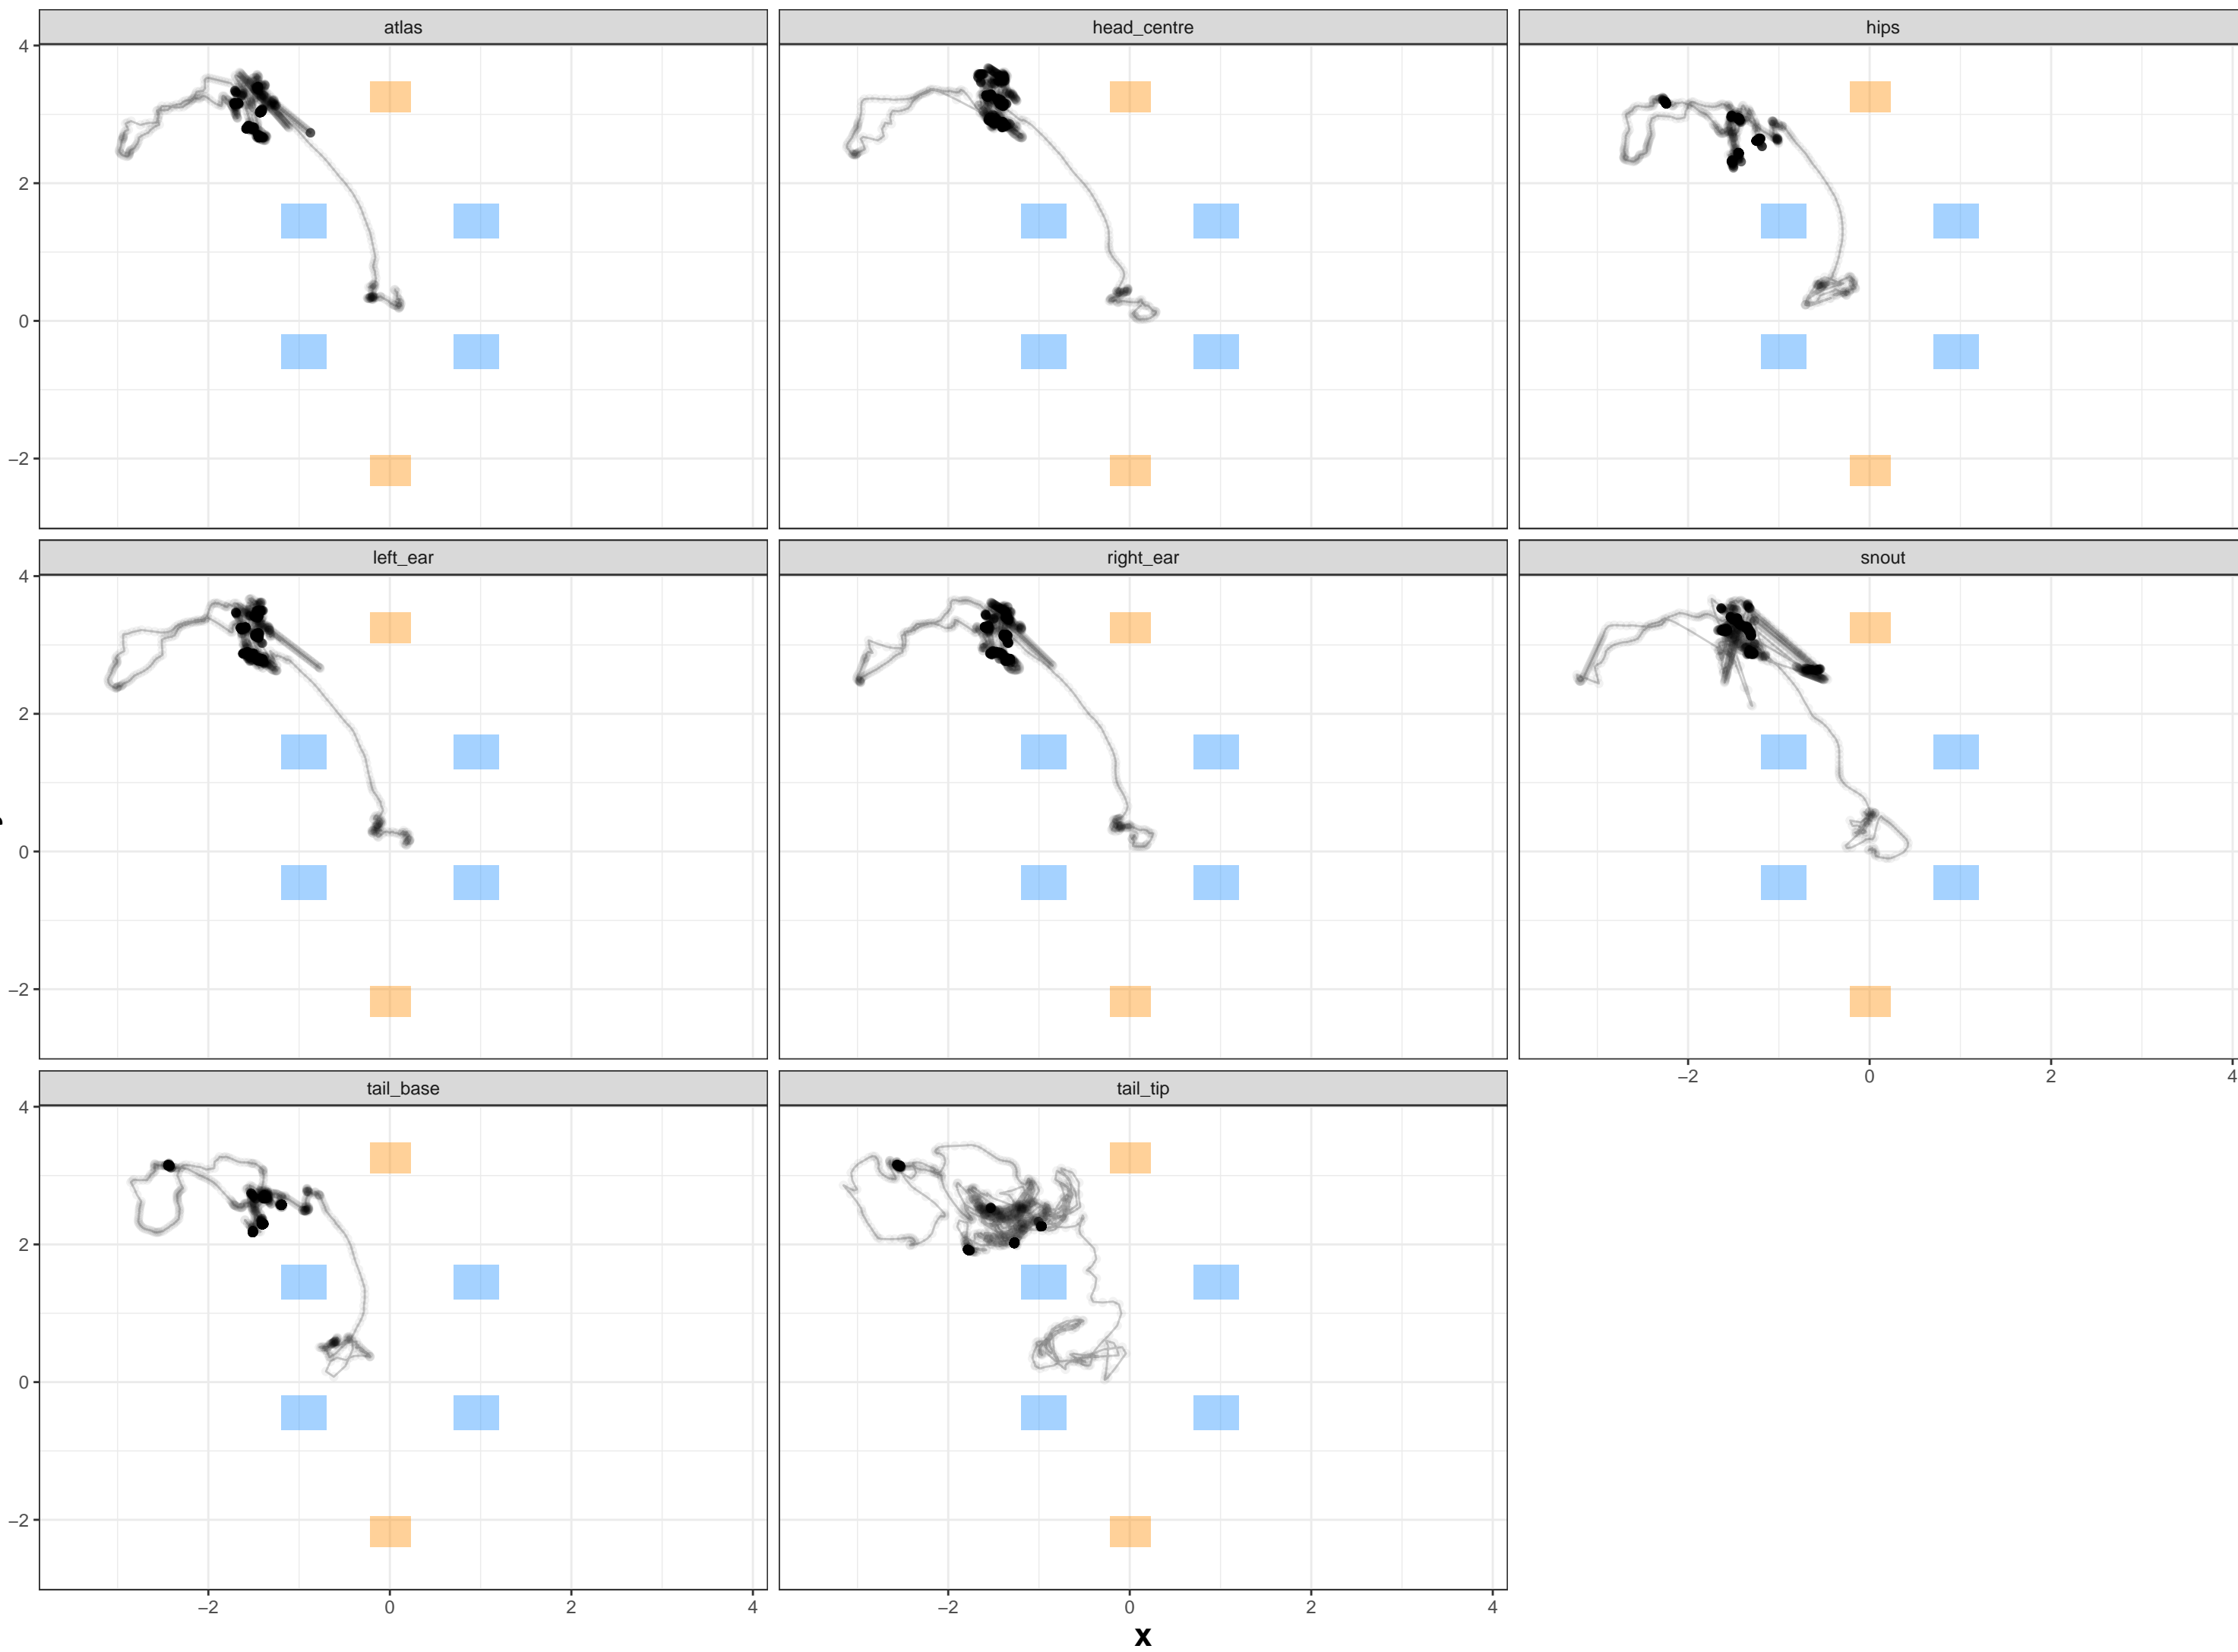 atlas head_centre hips
4
2
0
−2
left_ear right_ear snout
4
2
0
−2
−2 0 2 4
tail_base tail_tip
4
2
0
−2
−2 0 2 4 −2 0 2 4
x